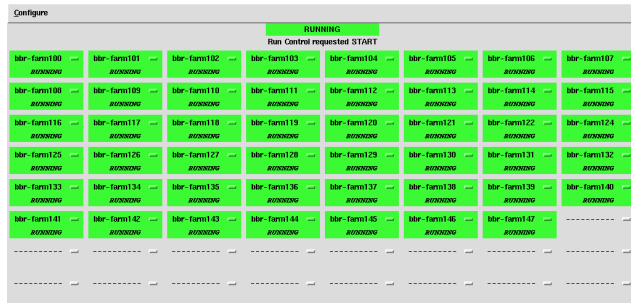 Configure
RUNNING
Run Control requested START
bbr-farm100 bbr-farm101 bbr-farm102 bbr-farm103 bbr-farm104 bbr-farm105 bbr-farm106 bbr-farm107
RUNNING RUNNING RUNNING RUNNING RUNNING RUNNING RUNNING RUNNING
bbr-farm108 bbr-farm109 bbr-farm110 bbr-farm111 bbr-farm112 bbr-farm113 bbr-farm114 bbr-farm115
RUNNING RUNNING RUNNING RUNNING RUNNING RUNNING RUNNING RUNNING
bbr-farm116 bbr-farm117 bbr-farm118 bbr-farm119 bbr-farm120 bbr-farm121 bbr-farm122 bbr-farm124
RUNNING RUNNING RUNNING RUNNING RUNNING RUNNING RUNNING RUNNING
bbr-farm125 bbr-farm126 bbr-farm127 bbr-farm128 bbr-farm129 bbr-farm130 bbr-farm131 bbr-farm132
RUNNING RUNNING RUNNING RUNNING RUNNING RUNNING RUNNING RUNNING
bbr-farm133 bbr-farm134 bbr-farm135 bbr-farm136 bbr-farm137 bbr-farm138 bbr-farm139 bbr-farm140
RUNNING RUNNING RUNNING RUNNING RUNNING RUNNING RUNNING RUNNING
bbr-farm141 bbr-farm142 bbr-farm143 bbr-farm144 bbr-farm145 bbr-farm146 bbr-farm147 ---------
RUNNING RUNNING RUNNING RUNNING RUNNING RUNNING RUNNING
--------- --------- --------- --------- --------- --------- --------- ---------
--------- --------- --------- --------- --------- --------- --------- ---------